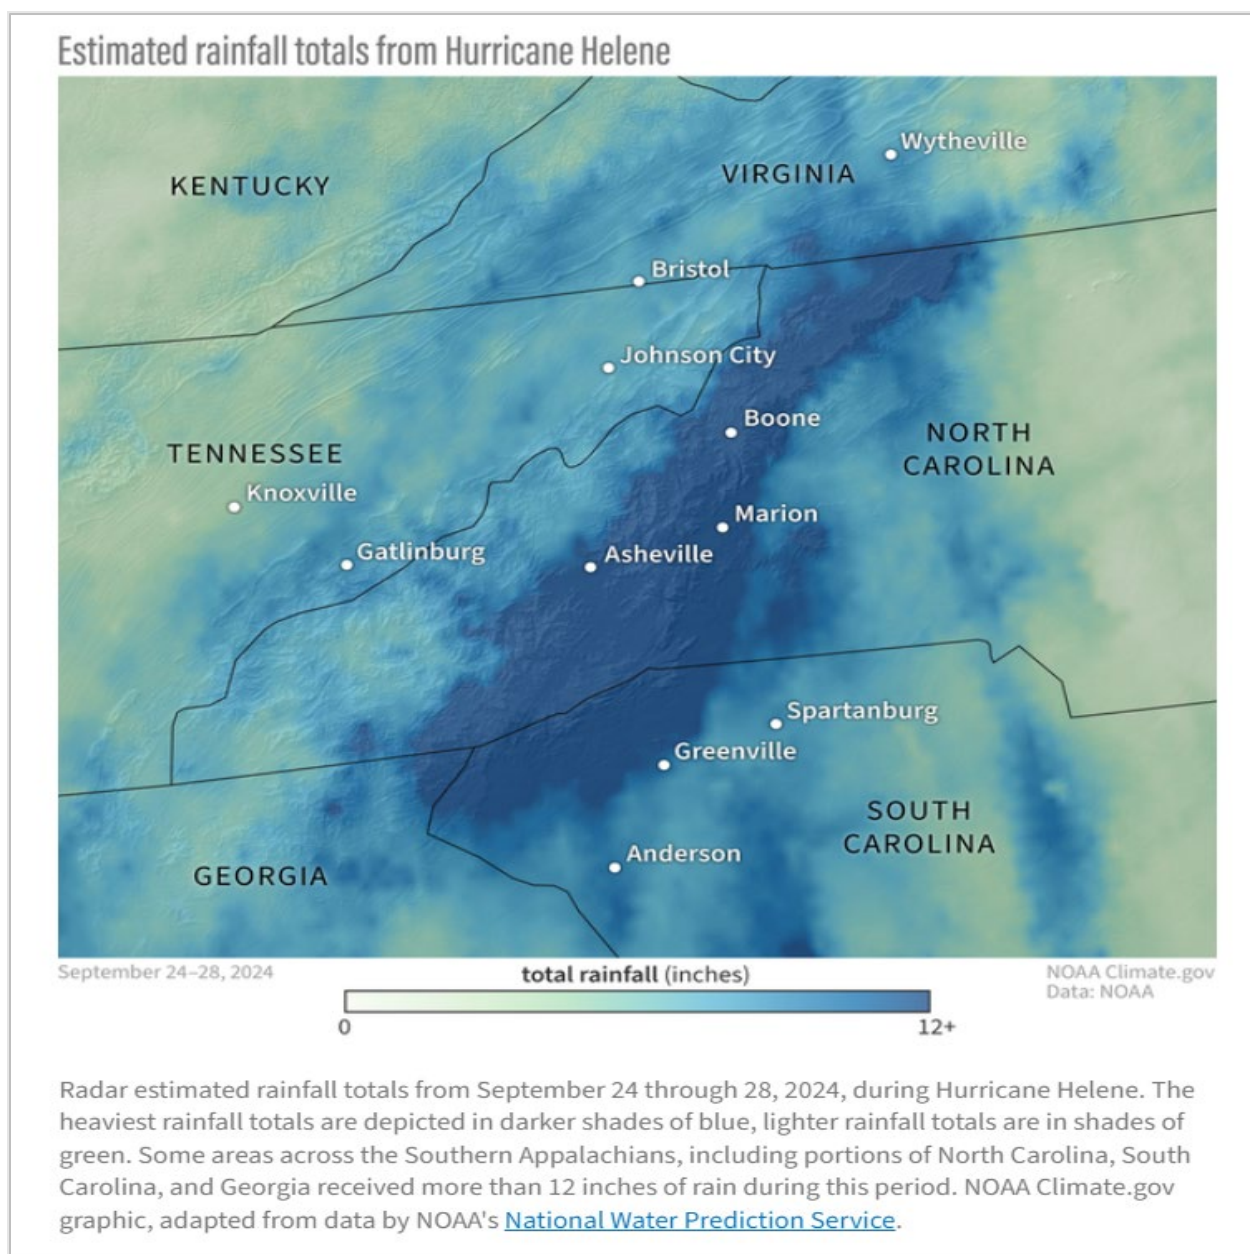 Estimated rainfall totals from Hurricane Helene
Wytheville
KENTUCKY
VIRGINIA
Bristol
Johnson City
Boone
NORTH
CAROLINA
TENNESSEE
Knoxville
Marion
Gatlinburg
Asheville
Spartanburg
Greenville
SOUTH
CAROLINA
Anderson
GEORGIA
September 24–28, 2024
total rainfall (inches)
NOAA Climate.gov
Data: NOAA
0
12+
Radar estimated rainfall totals from September 24 through 28, 2024, during Hurricane Helene. The
heaviest rainfall totals are depicted in darker shades of blue, lighter rainfall totals are in shades of
green. Some areas across the Southern Appalachians, including portions of North Carolina, South
Carolina, and Georgia received more than 12 inches of rain during this period. NOAA Climate.gov
graphic, adapted from data by NOAA's National Water Prediction Service.